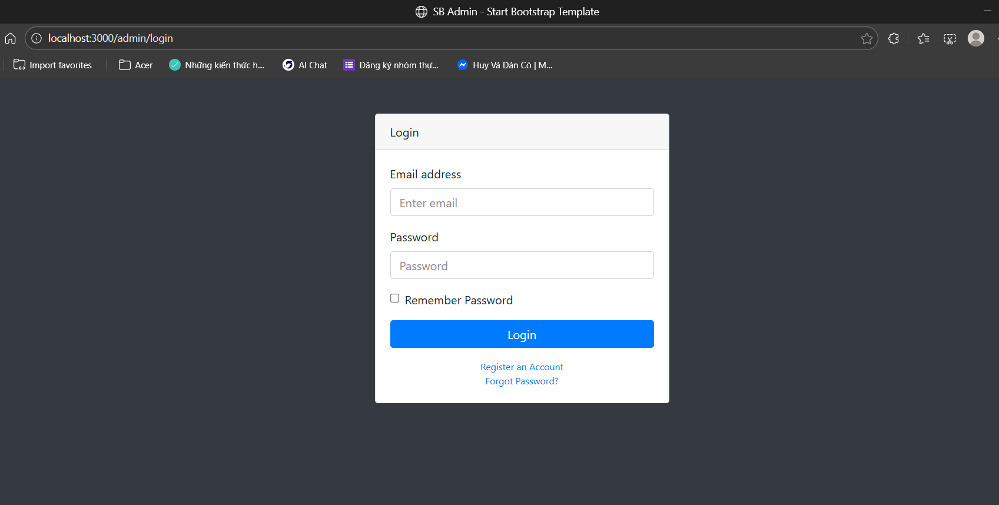 SB Admin - Start Bootstrap Template
localhost:3000/admin/login
Import favorites
Acer
Những kiến thức h...
AI Chat
Đăng ký nhóm thự...
Huy Và Đàn Cò | M...
Login
Email address
Enter email
Password
Password
Remember Password
Login
Register an Account
Forgot Password?